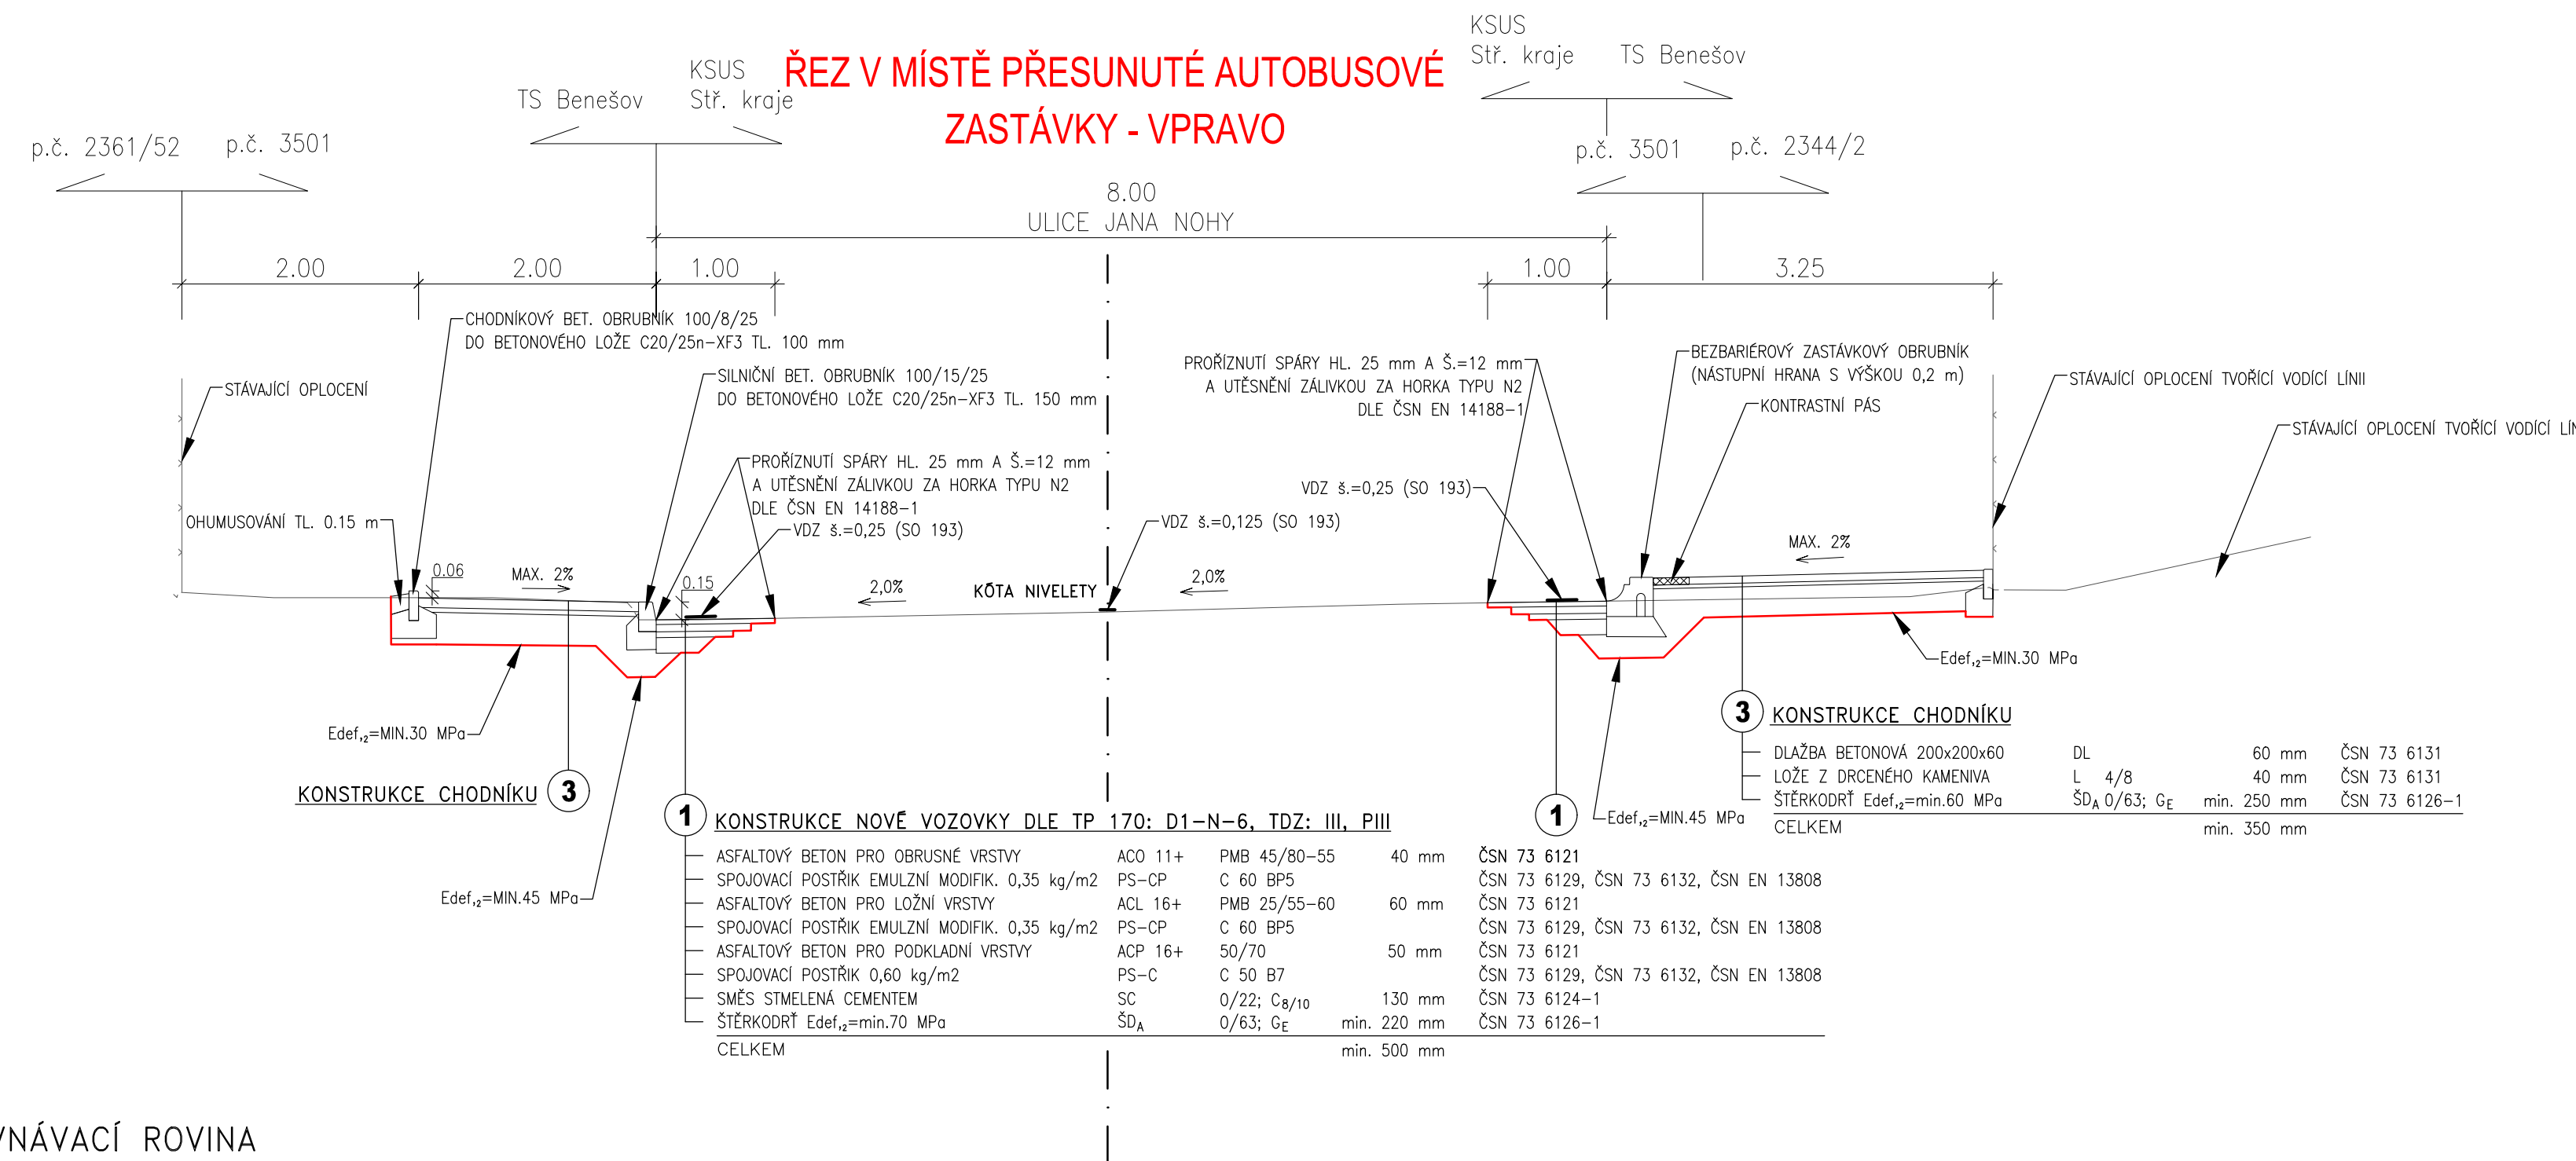 ŘEZ V MÍSTĚ PŘESUNUTÉ AUTOBUSOVÉ
ZASTÁVKY - VPRAVO
p.č. 2361/52 p.č. 3501
TS Benešov
KSUS
Stř. kraje
KSUS
Stř. kraje TS Benešov
p.č. 3501 p.č. 2344/2
8.00
ULICE JANA NOHY
2.00 2.00 1.00 1.00 3.25
CHODNÍKOVÝ BET. OBRUBNÍK 100/8/25
DO BETONOVÉHO LOŽE C20/25n-XF3 TL. 100 mm
STÁVAJÍCÍ OPLOCENÍ
SILNIČNÍ BET. OBRUBNÍK 100/15/25
DO BETONOVÉHO LOŽE C20/25n-XF3 TL. 150 mm
PROŘÍZNUTÍ SPÁRY HL. 25 mm A Š.=12 mm
A UTĚSNĚNÍ ZÁLIVKOU ZA HORKA TYPU N2
DLE ČSN EN 14188-1
VDZ š.=0,25 (SO 193)
OHUMUSOVÁNÍ TL. 0.15 m
PROŘÍZNUTÍ SPÁRY HL. 25 mm A Š.=12 mm
A UTĚSNĚNÍ ZÁLIVKOU ZA HORKA TYPU N2
DLE ČSN EN 14188-1
VDZ š.=0,25 (SO 193)
VDZ š.=0,125 (SO 193)
BEZBARIÉROVÝ ZASTÁVKOVÝ OBRUBNÍK
(NÁSTUPNÍ HRANA S VÝŠKOU 0,2 m)
KONTRASTNÍ PÁS
STÁVAJÍCÍ OPLOCENÍ TVOŘÍCÍ VODÍCÍ LÍNII
STÁVAJÍCÍ OPLOCENÍ TVOŘÍCÍ VODÍCÍ
0.06 MAX. 2% 0.15 2,0% KÓTA NIVELETY 2,0% MAX. 2%
Edef,₂=MIN.30 MPa
Edef,₂=MIN.45 MPa
Edef,₂=MIN.30 MPa
Edef,₂=MIN.45 MPa
KONSTRUKCE CHODNÍKU 3
3 KONSTRUKCE CHODNÍKU
DLAŽBA BETONOVÁ 200x200x60 DL 60 mm ČSN 73 6131
LOŽE Z DRCENÉHO KAMENIVA L 4/8 40 mm ČSN 73 6131
ŠTĚRKODRŤ Edef,₂=min.60 MPa ŠDA 0/63; GE min. 250 mm ČSN 73 6126-1
CELKEM min. 350 mm
1
1 KONSTRUKCE NOVÉ VOZOVKY DLE TP 170: D1-N-6, TDZ: III, PIII
ASFALTOVÝ BETON PRO OBRUSNÉ VRSTVY ACO 11+ PMB 45/80-55 40 mm ČSN 73 6121
SPOJOVACÍ POSTŘIK EMULZNÍ MODIFIK. 0,35 kg/m2 PS-CP C 60 BP5 ČSN 73 6129, ČSN 73 6132, ČSN EN 13808
ASFALTOVÝ BETON PRO LOŽNÍ VRSTVY ACL 16+ PMB 25/55-60 60 mm ČSN 73 6121
SPOJOVACÍ POSTŘIK EMULZNÍ MODIFIK. 0,35 kg/m2 PS-CP C 60 BP5 ČSN 73 6129, ČSN 73 6132, ČSN EN 13808
ASFALTOVÝ BETON PRO PODKLADNÍ VRSTVY ACP 16+ 50/70 50 mm ČSN 73 6121
SPOJOVACÍ POSTŘIK 0,60 kg/m2 PS-C C 50 B7 ČSN 73 6129, ČSN 73 6132, ČSN EN 13808
SMĚS STMELENÁ CEMENTEM SC 0/22; C8/10 130 mm ČSN 73 6124-1
ŠTĚRKODRŤ Edef,₂=min.70 MPa ŠDA 0/63; GE min. 220 mm ČSN 73 6126-1
CELKEM min. 500 mm
VNÁVACÍ ROVINA